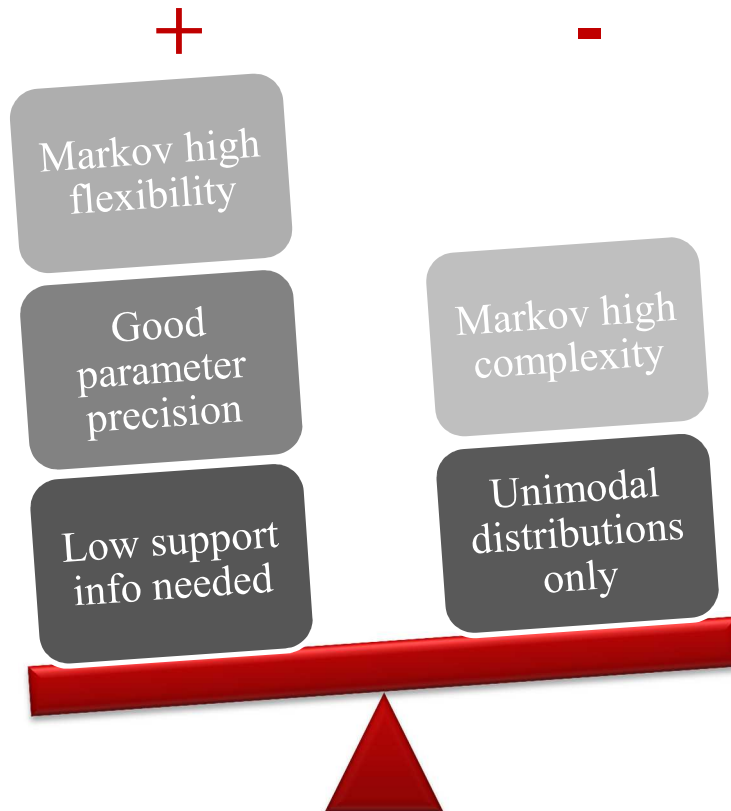 +
-
Markov high
flexibility
Good
parameter
precision
Low support
info needed
Markov high
complexity
Unimodal
distributions
only